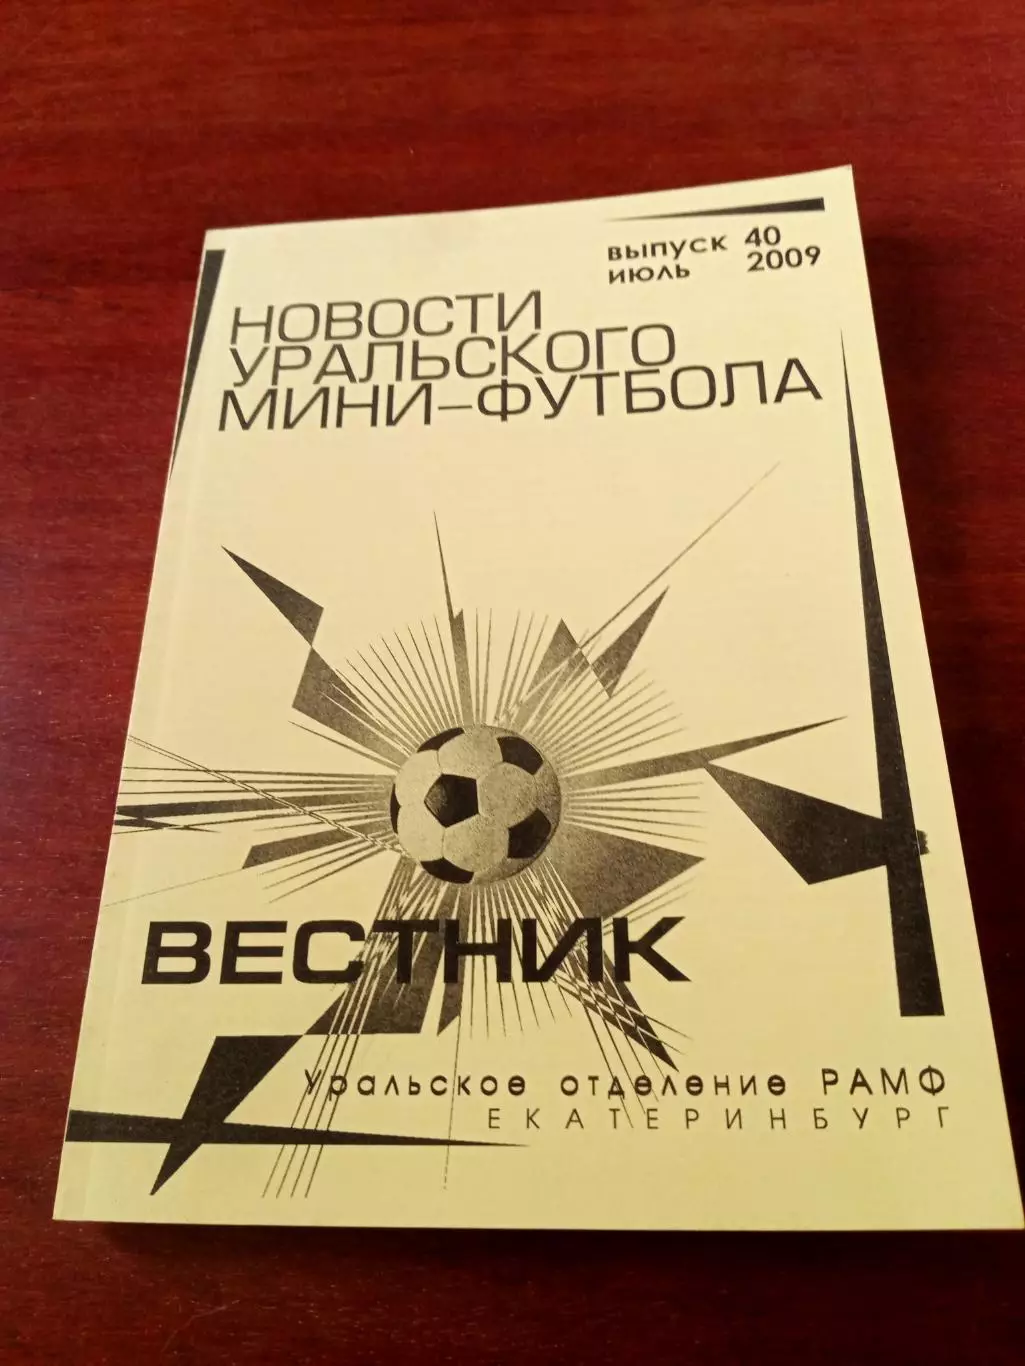 ВЫПУСК 40
ИЮЛЬ 2009
НОВОСТИ
УРАЛЬСКОГО
МИНИ-ФУТБОЛА
ВЕСТНИК
Уральское отделение РАМФ
ЕКАТЕРИНБУРГ